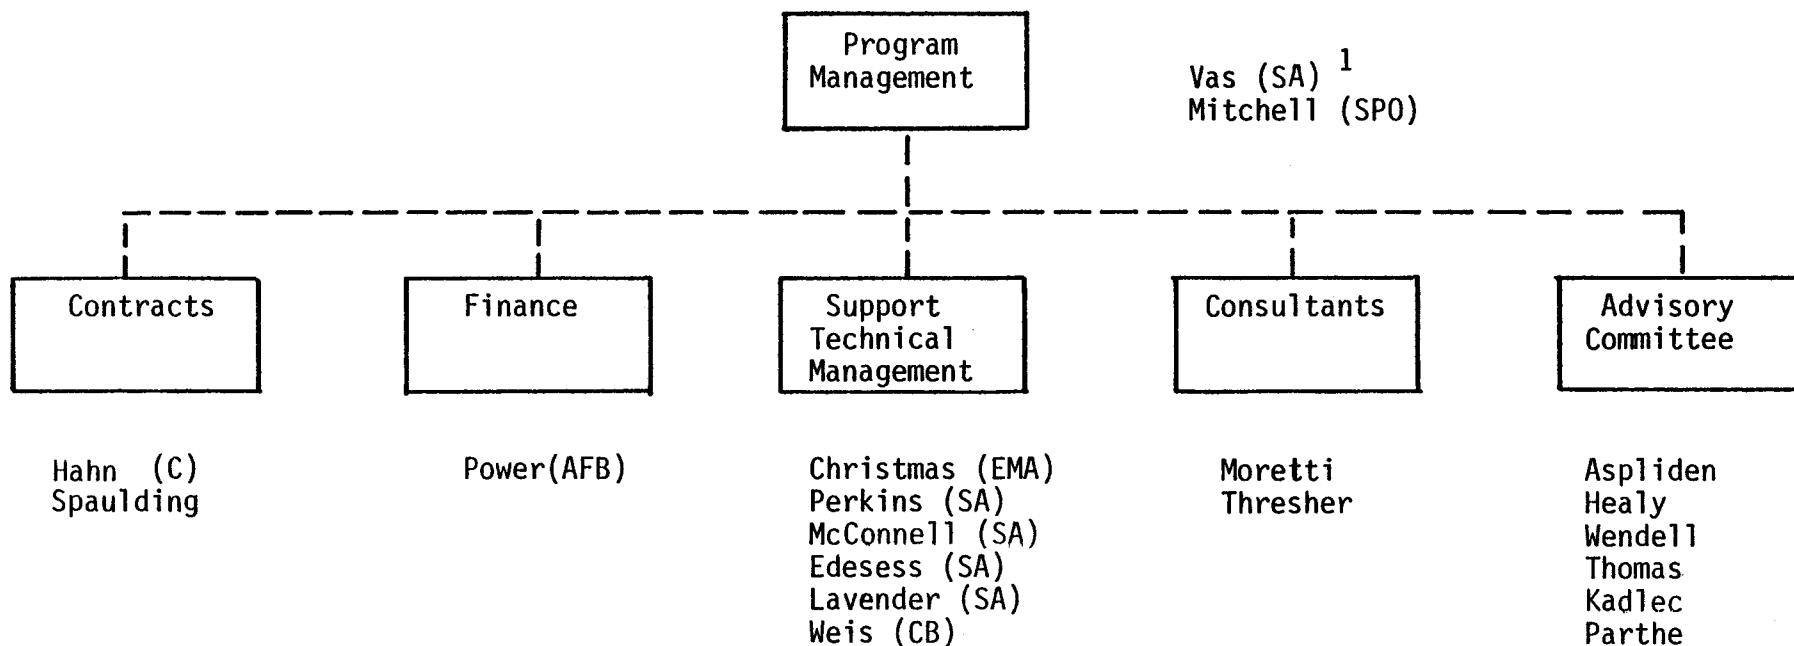 Program
Management
Vas (SA) 1
Mitchell (SPO)
Contracts
Finance
Support
Technical
Management
Consultants
Advisory
Committee
Hahn (C)
Spaulding
Power(AFB)
Christmas (EMA)
Perkins (SA)
McConnell (SA)
Edesess (SA)
Lavender (SA)
Weis (CB)
Moretti
Thresher
Aspliden
Healy
Wendell
Thomas
Kadlec
Parthe